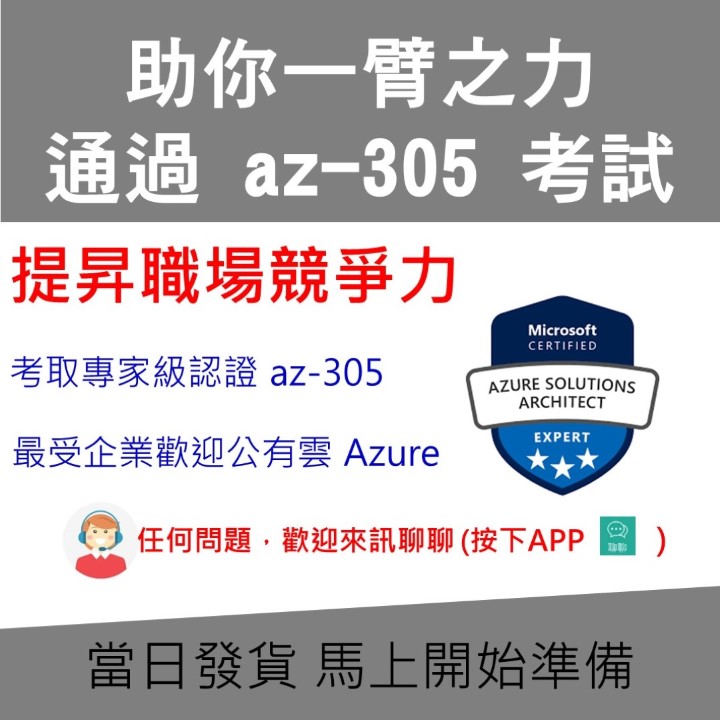 助你一臂之力
通過 az-305 考試
提昇職場競爭力
考取專家級認證 az-305
最受企業歡迎公有雲 Azure
Microsoft
CERTIFIED
AZURE SOLUTIONS
ARCHITECT
EXPERT
任何問題,歡迎來訊聊聊(按下APP 聊聊 )
當日發貨 馬上開始準備